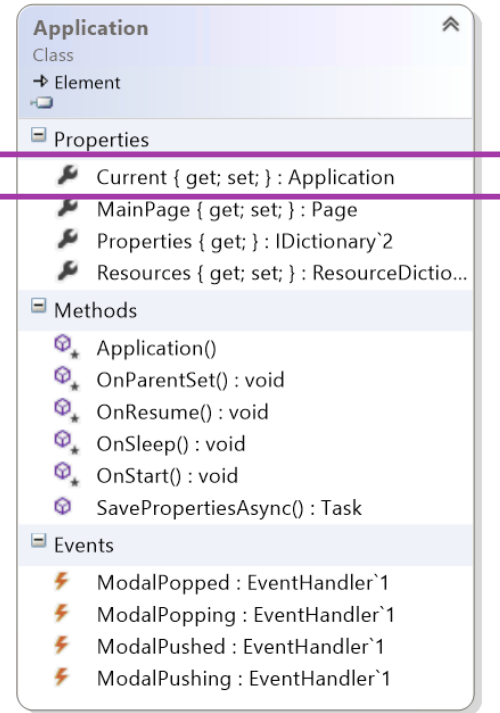 Application
Class
Element
Properties
Current { get; set; } : Application
MainPage { get; set; } : Page
Properties { get; } : IDictionary`2
Resources { get; set; } : ResourceDictio...
Methods
Application()
OnParentSet() : void
OnResume() : void
OnSleep() : void
OnStart() : void
SavePropertiesAsync() : Task
Events
ModalPopped : EventHandler`1
ModalPopping : EventHandler`1
ModalPushed : EventHandler`1
ModalPushing : EventHandler`1